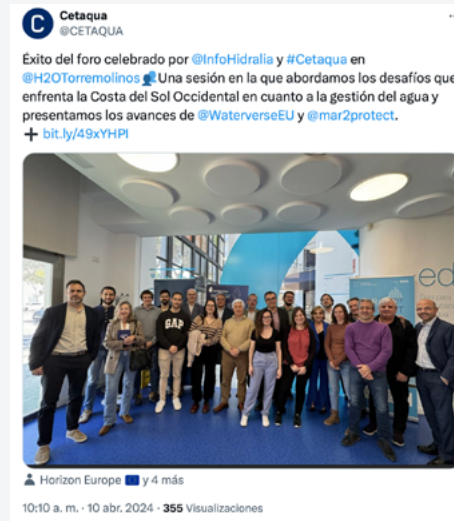 Cetaqua
@CETAQUA
Éxito del foro celebrado por @InfoHidralia y #Cetaqua en
@H2OTorremolinos 👥Una sesión en la que abordamos los desafíos que
enfrenta la Costa del Sol Occidental en cuanto a la gestión del agua y
presentamos los avances de @WaterverseEU y @mar2protect.
➕ bit.ly/49xYHPI
ed
GAP
Horizon Europe 🇪🇺 y 4 más
10:10 a. m. · 10 abr. 2024 · 355 Visualizaciones